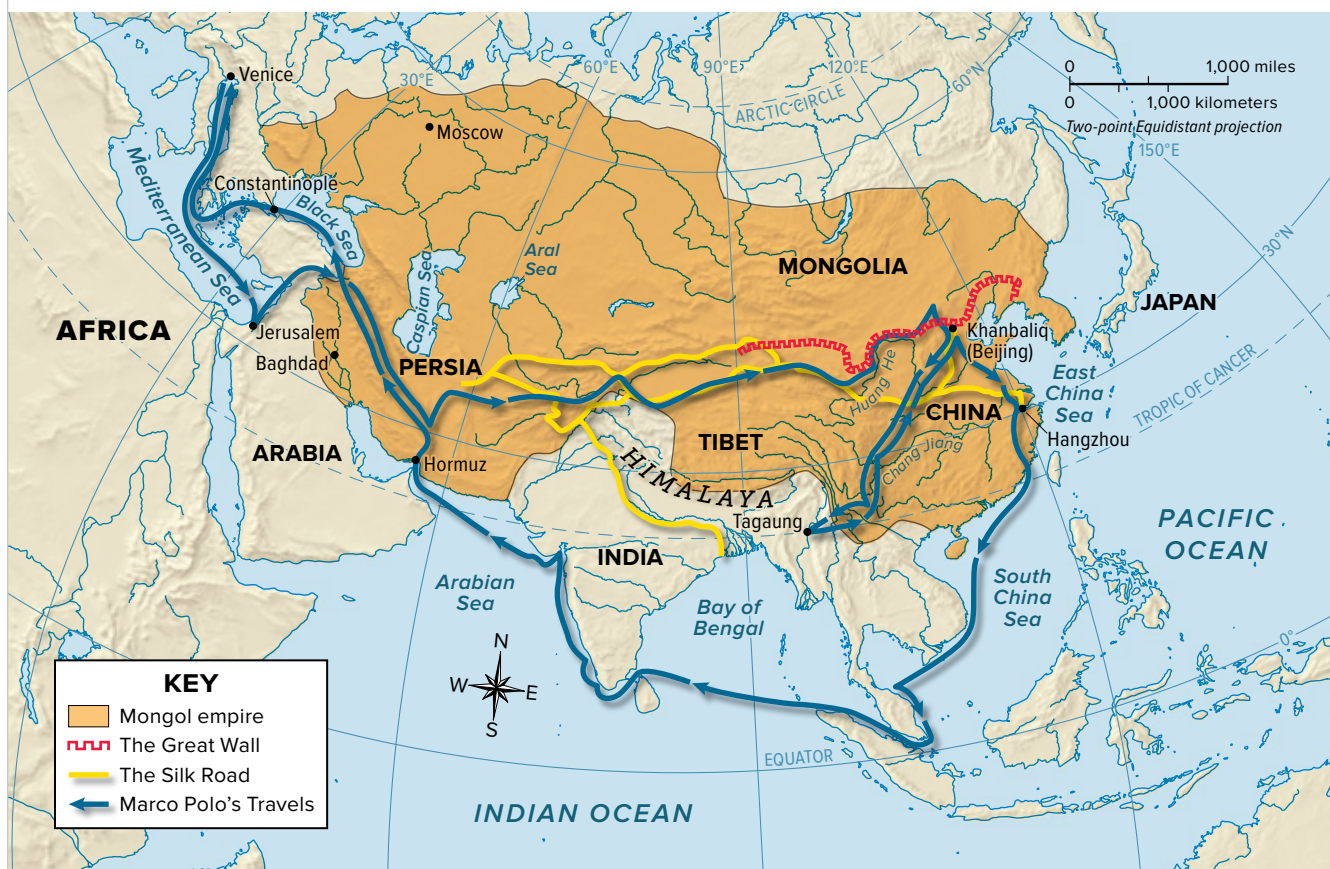 Venice
30°E
60°E
90°E
120°E
60°N
ARCTIC CIRCLE
0 1,000 miles
0 1,000 kilometers
Two-point Equidistant projection
150°E
Moscow
Mediterranean Sea
Constantinople
Black Sea
Caspian Sea
Aral
Sea
MONGOLIA
30°N
JAPAN
AFRICA
Jerusalem
Baghdad
PERSIA
Khanbaliq
(Beijing)
Huang He
East
China
Sea
TROPIC OF CANCER
CHINA
Hangzhou
ARABIA
Hormuz
TIBET
Chang Jiang
HIMALAYA
Tagaung
INDIA
PACIFIC
OCEAN
Arabian
Sea
Bay of
Bengal
South
China
Sea
0°
N
W E
S
EQUATOR
INDIAN OCEAN
KEY
Mongol empire
The Great Wall
The Silk Road
Marco Polo's Travels